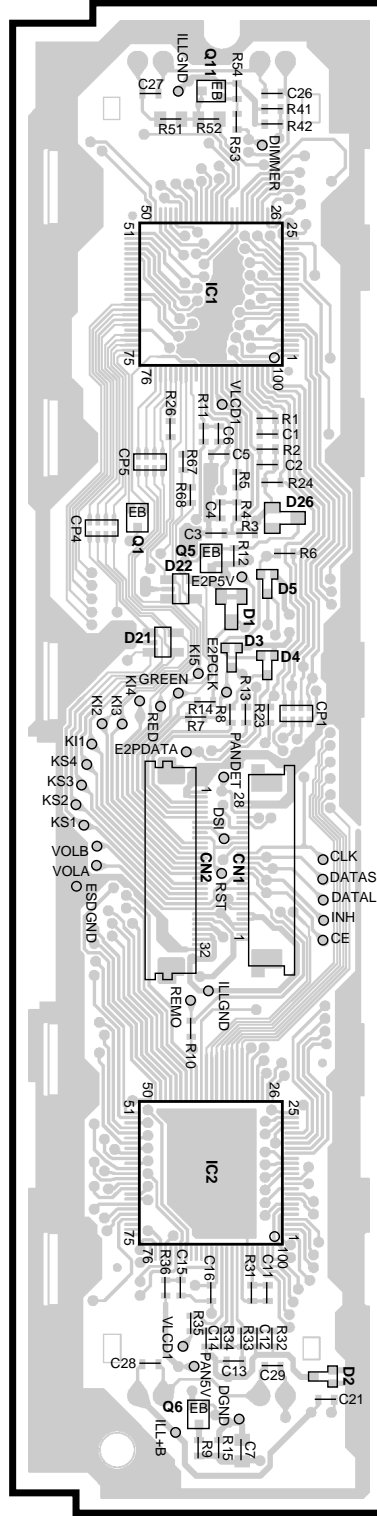 ILLGND
Q11
R54
C27
EB
C26
R41
R42
R51
R52
R53
DIMMER
50
26
51
25
IC1
75
1
76
100
VLCD1
R26
R11
C6
R1
C1
R2
C5
C2
CP5
R67
R5
R24
R68
C4
R4
D26
EB
CP4
C3
R3
Q1
Q5
EB
R12
R6
D22
E2P5V
D5
D1
D21
D3
D4
KI5
E2PCLK
GREEN
KI4
R13
R14
R8
R23
CP1
KI3
KI2
RED
R7
KI1
E2PDATA
KS4
PANDET
KS3
1
28
KS2
KS1
DSI
VOLB
CN2
CN1
CLK
VOLA
RST
DATAS
ESDGND
DATAL
INH
32
1
CE
ILLGND
REMO
R10
50
26
51
25
IC2
75
1
76
100
R36
C15
C16
R31
C11
R35
C14
R34
R33
C12
R32
VLCD1
C28
PAN5V
C13
C29
D2
C21
Q6
EB
DGND
ILL+B
R9
R15
C7